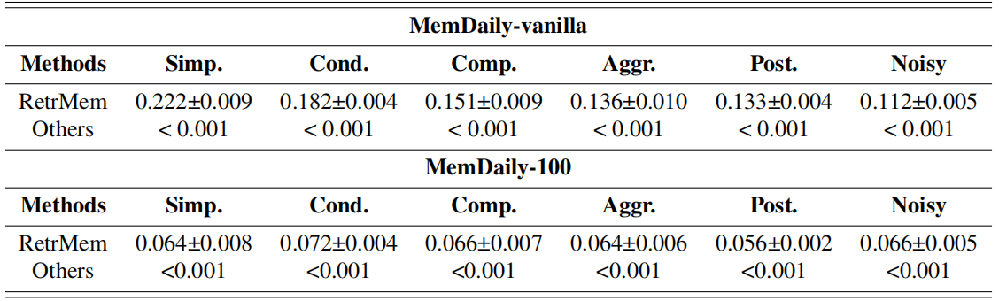 MemDaily-vanilla
Methods Simp. Cond. Comp. Aggr. Post. Noisy
RetrMem 0.222±0.009 0.182±0.004 0.151±0.009 0.136±0.010 0.133±0.004 0.112±0.005
Others < 0.001 < 0.001 < 0.001 < 0.001 < 0.001 < 0.001
MemDaily-100
Methods Simp. Cond. Comp. Aggr. Post. Noisy
RetrMem 0.064±0.008 0.072±0.004 0.066±0.007 0.064±0.006 0.056±0.002 0.066±0.005
Others <0.001 <0.001 <0.001 <0.001 <0.001 <0.001